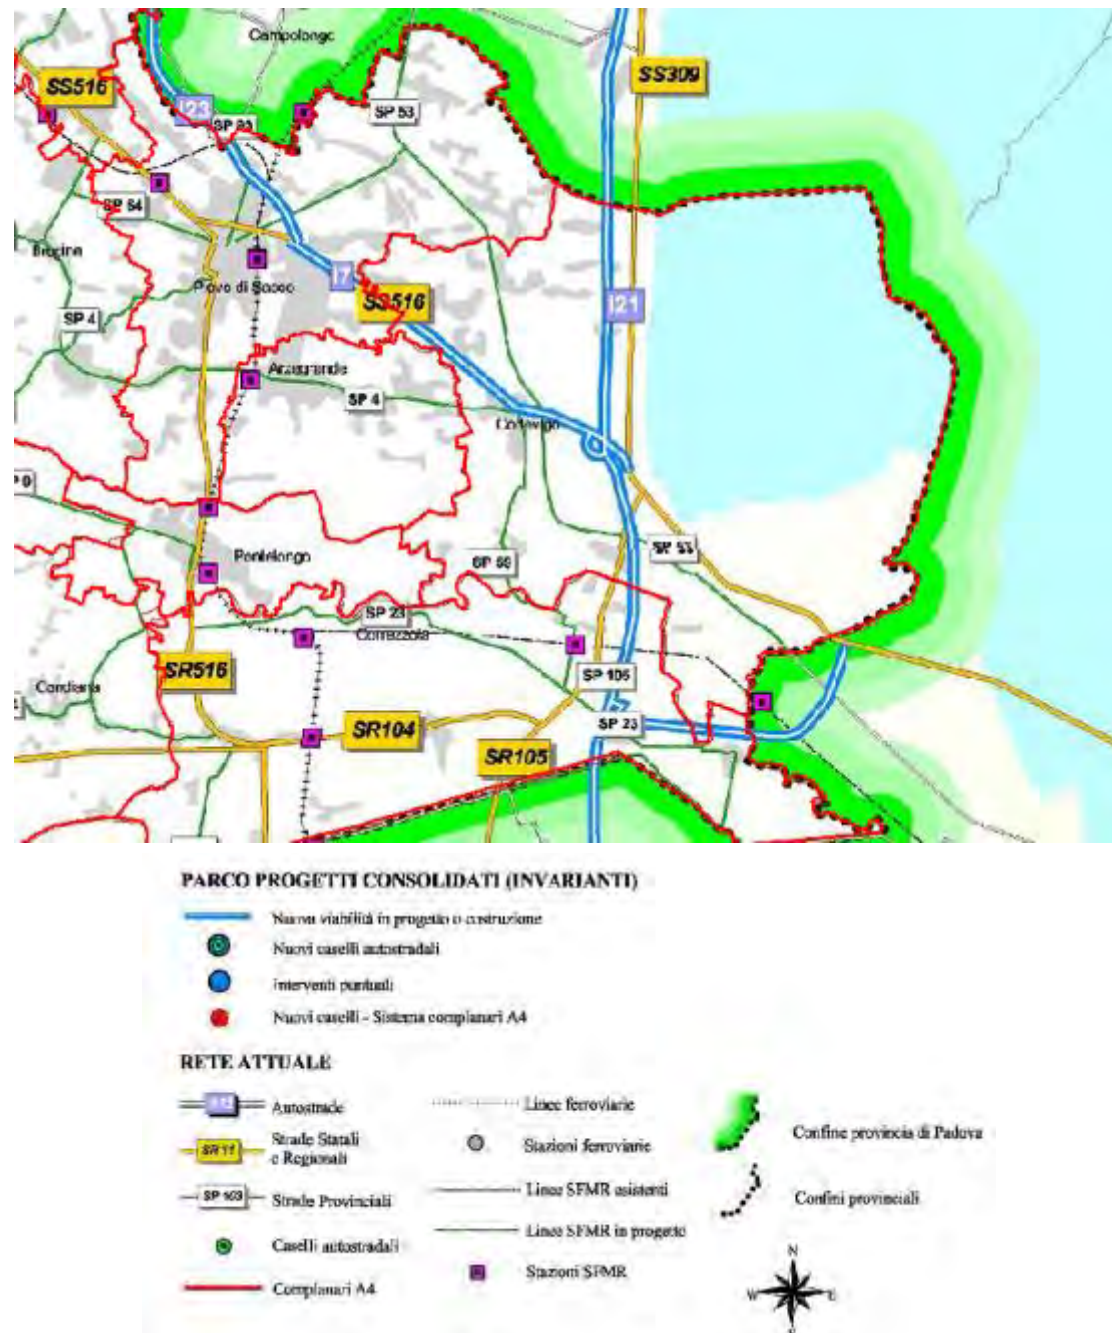 Campolongo
SS309
SS516
I23
SP 53
SP 64
Piove di Sacco
I7
SS516
I21
SP 4
Arzergrande
SP 4
Codevigo
Pontelongo
SP 23
Correzzola
SR516
SP 105
Candiana
SP 23
SR104
SR105
PARCO PROGETTI CONSOLIDATI (INVARIANTI)
Nuova viabilità in progetto o costruzione
Nuovi caselli autostradali
Interventi puntuali
Nuovi caselli - Sistema complanari A4
RETE ATTUALE
Autostrade
Linee ferroviarie
Confine provincia di Padova
SR 11
Strade Statali
e Regionali
Stazioni ferroviarie
SP 103
Strade Provinciali
Linee SFMR esistenti
Confini provinciali
Linee SFMR in progetto
Caselli autostradali
Stazioni SFMR
Complanari A4
N
W
E
S